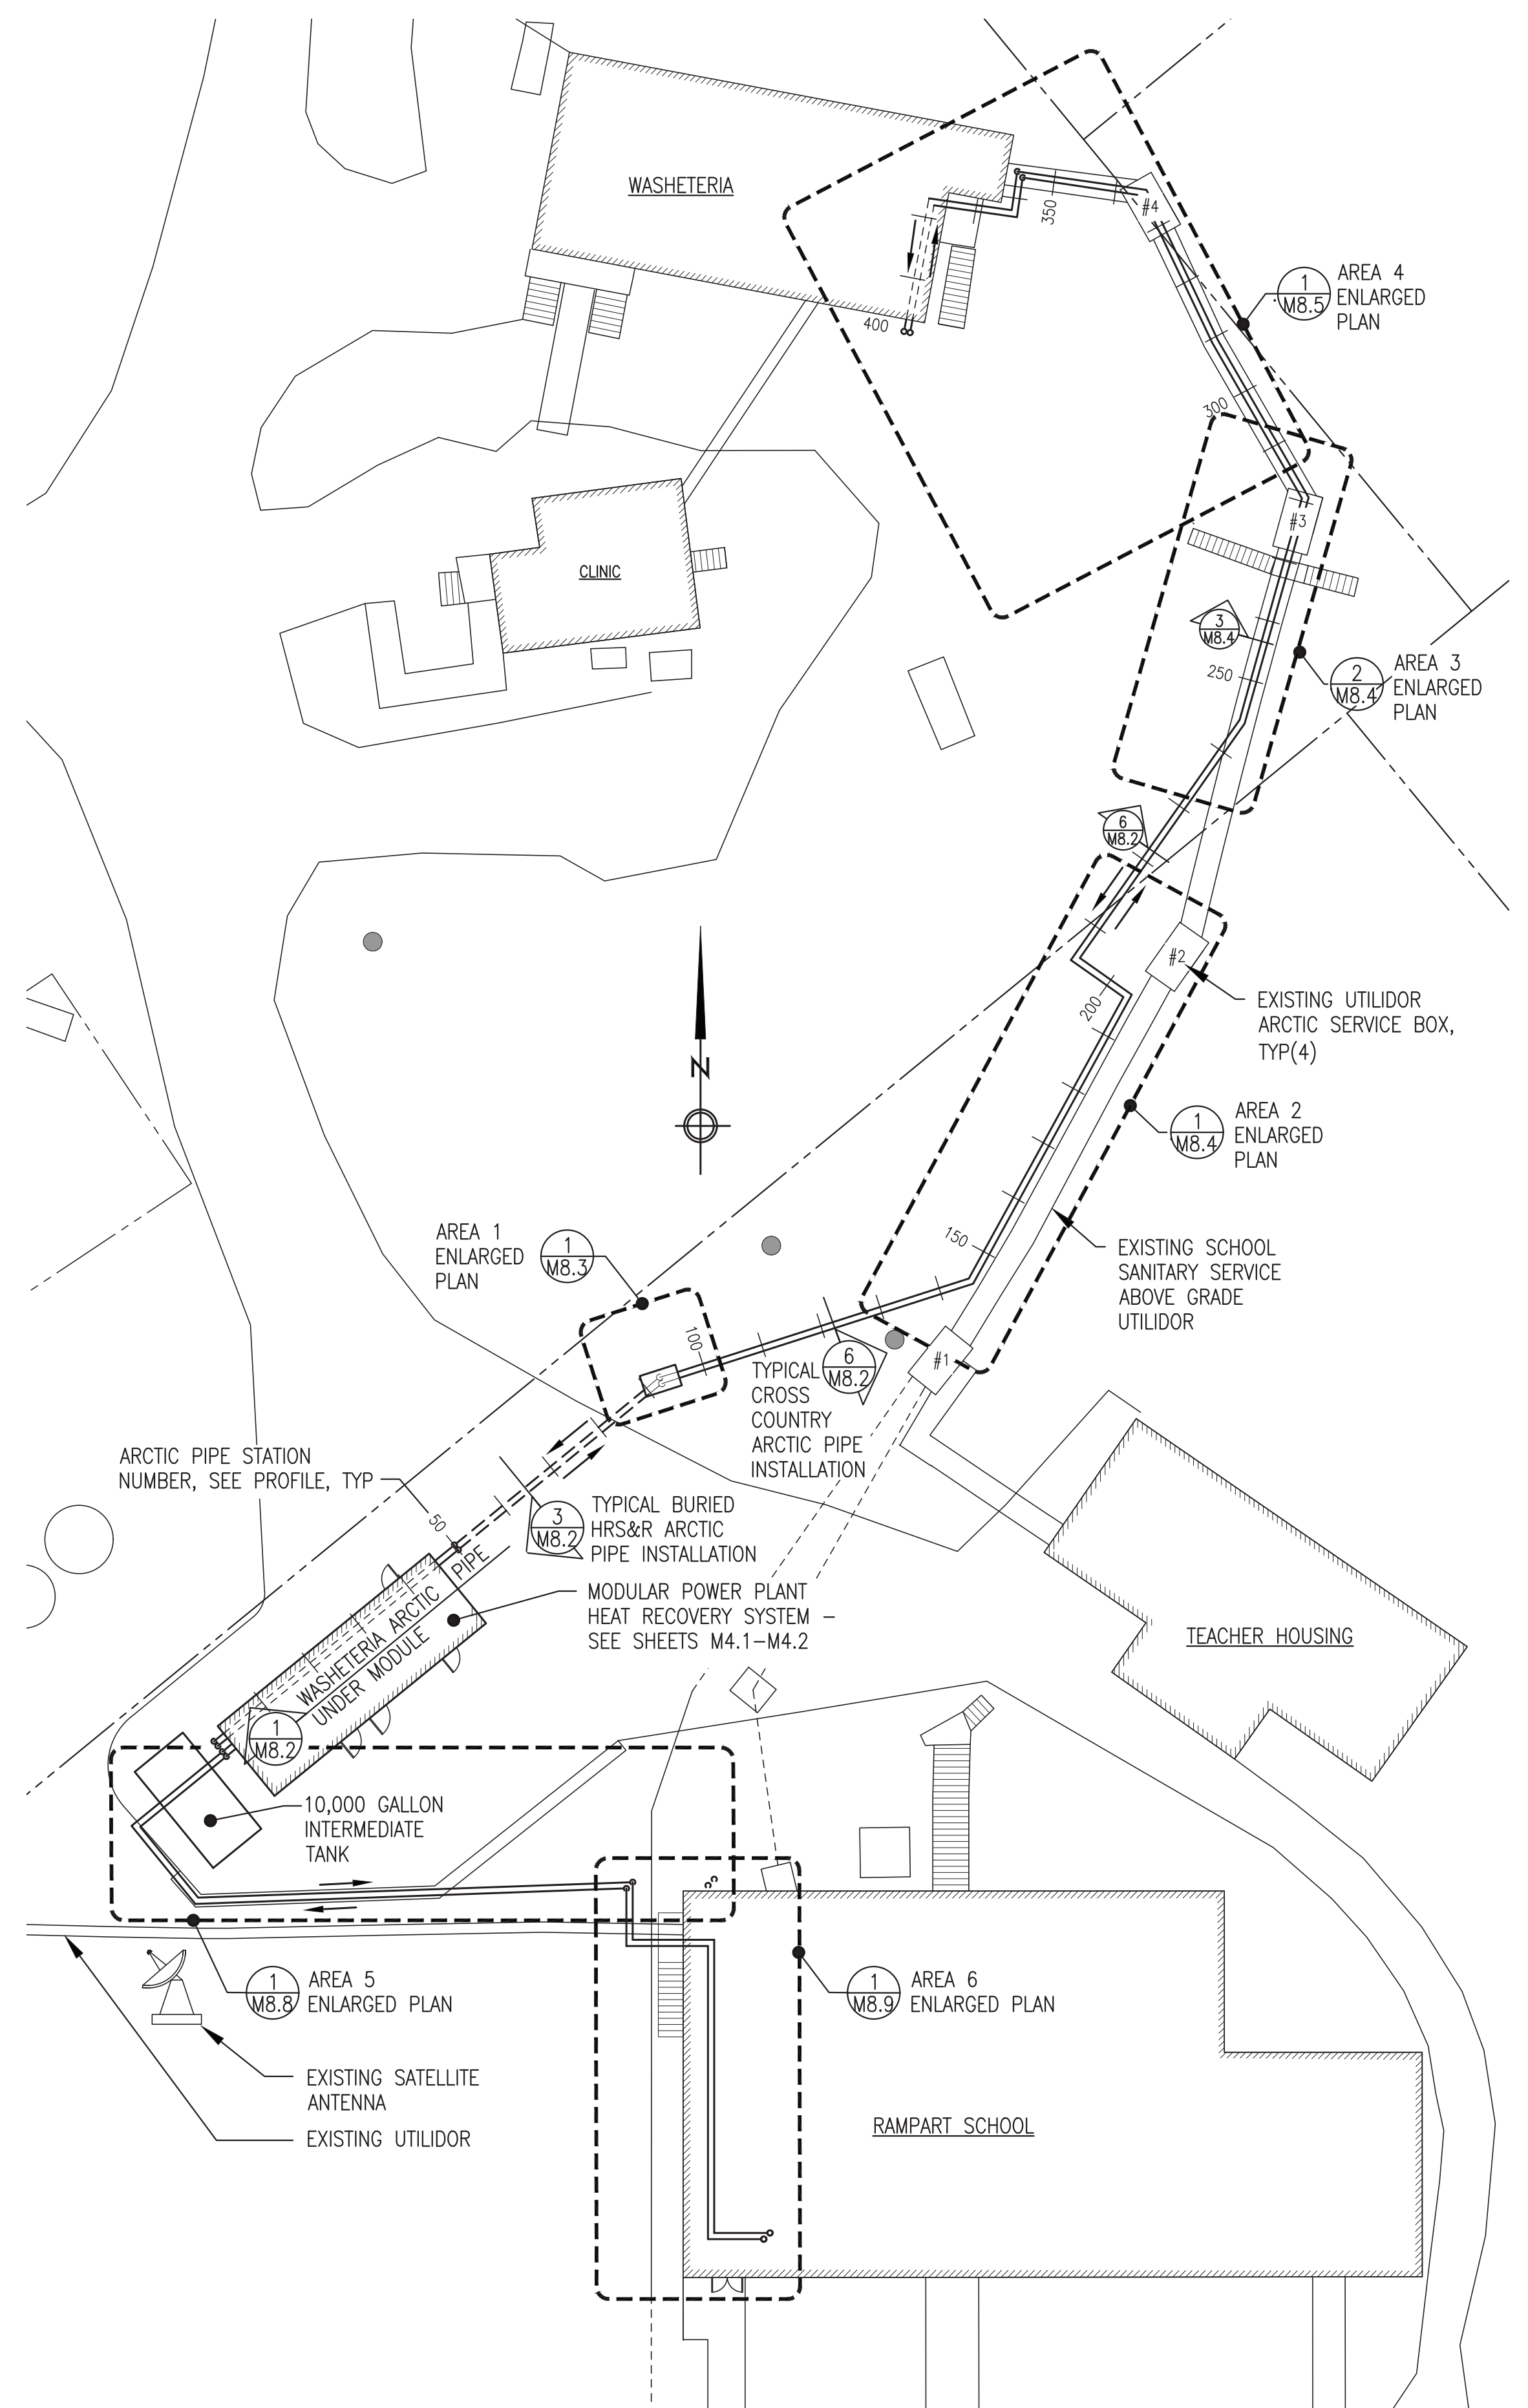 WASHETERIA
#4
350
400
1
M8.5
AREA 4
ENLARGED
PLAN
300
#3
CLINIC
3
M8.4
250
2
M8.4
AREA 3
ENLARGED
PLAN
6
M8.2
#2
200
EXISTING UTILIDOR
ARCTIC SERVICE BOX,
TYP(4)
N
1
M8.4
AREA 2
ENLARGED
PLAN
150
EXISTING SCHOOL
SANITARY SERVICE
ABOVE GRADE
UTILIDOR
AREA 1
ENLARGED
PLAN
1
M8.3
100
#1
6
M8.2
TYPICAL
CROSS
COUNTRY
ARCTIC PIPE
INSTALLATION
ARCTIC PIPE STATION
NUMBER, SEE PROFILE, TYP
50
3
M8.2
TYPICAL BURIED
HRS&R ARCTIC
PIPE INSTALLATION
WASHETERIA ARCTIC PIPE
UNDER MODULE
MODULAR POWER PLANT
HEAT RECOVERY SYSTEM –
SEE SHEETS M4.1–M4.2
TEACHER HOUSING
1
M8.2
10,000 GALLON
INTERMEDIATE
TANK
1
M8.8
AREA 5
ENLARGED PLAN
1
M8.9
AREA 6
ENLARGED PLAN
EXISTING SATELLITE
ANTENNA
EXISTING UTILIDOR
RAMPART SCHOOL